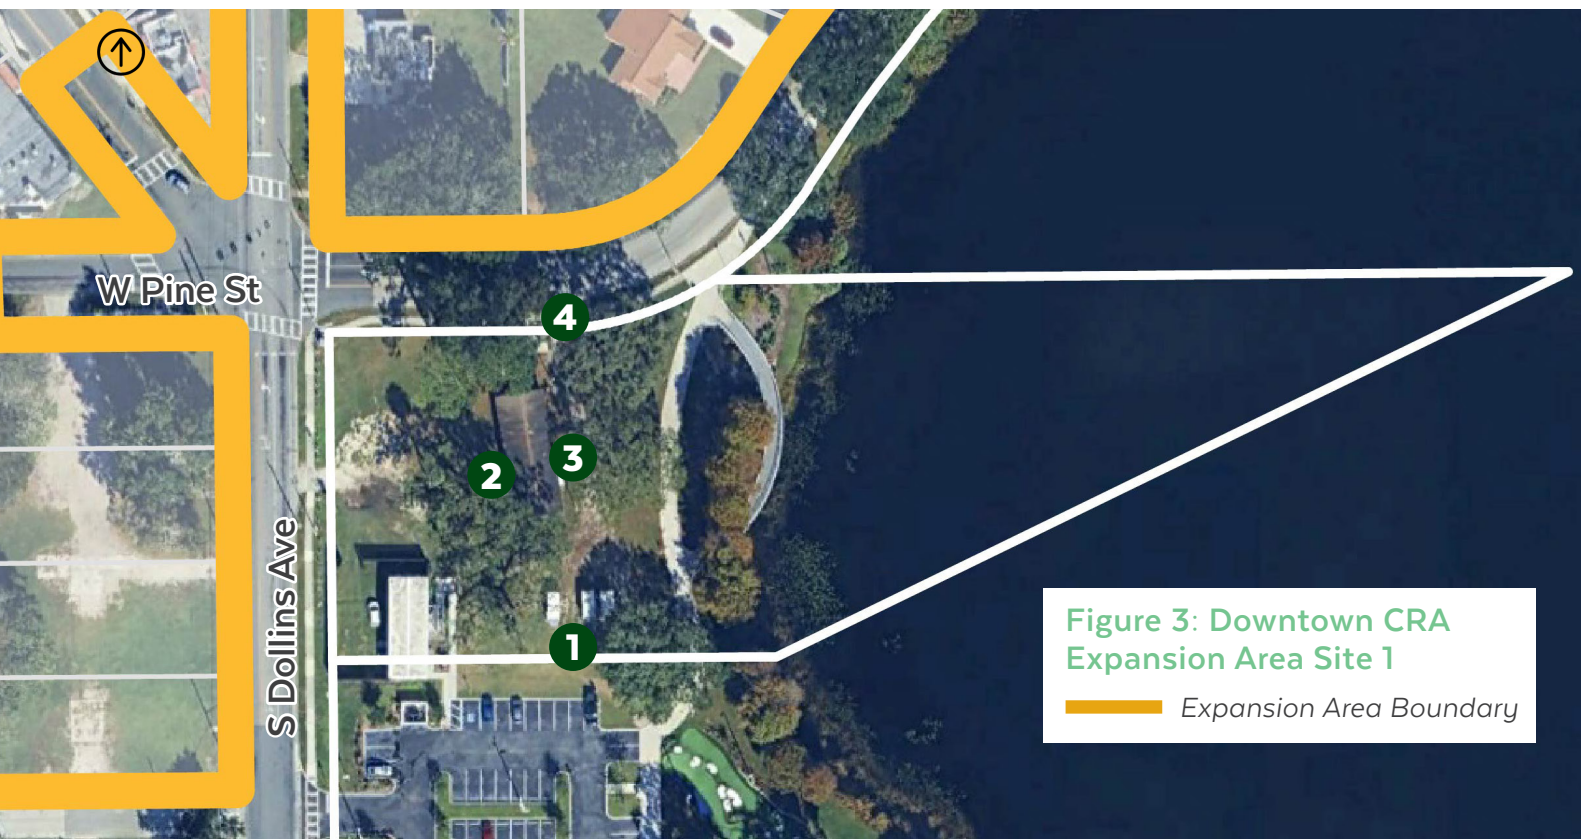 W Pine St
4
3
2
S Dollins Ave
1
Figure 3: Downtown CRA
Expansion Area Site 1
Expansion Area Boundary